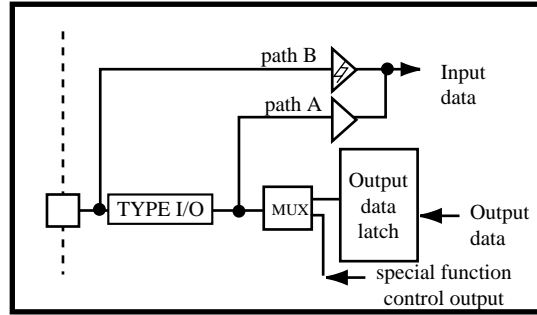 path B
Input
data
path A
TYPE I/O
MUX
Output
data
latch
Output
data
special function
control output